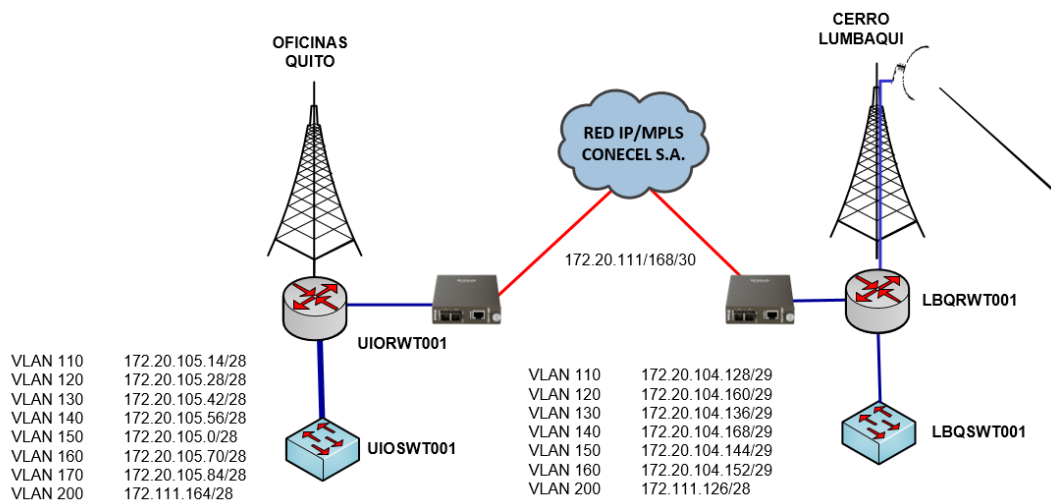 OFICINAS
QUITO
CERRO
LUMBAQUI
RED IP/MPLS
CONECEL S.A.
172.20.111/168/30
UIORWT001
LBQRWT001
VLAN 110 172.20.105.14/28
VLAN 120 172.20.105.28/28
VLAN 130 172.20.105.42/28
VLAN 140 172.20.105.56/28
VLAN 150 172.20.105.0/28
VLAN 160 172.20.105.70/28
VLAN 170 172.20.105.84/28
VLAN 200 172.111.164/28
UIOSWT001
VLAN 110 172.20.104.128/29
VLAN 120 172.20.104.160/29
VLAN 130 172.20.104.136/29
VLAN 140 172.20.104.168/29
VLAN 150 172.20.104.144/29
VLAN 160 172.20.104.152/29
VLAN 200 172.111.126/28
LBQSWT001